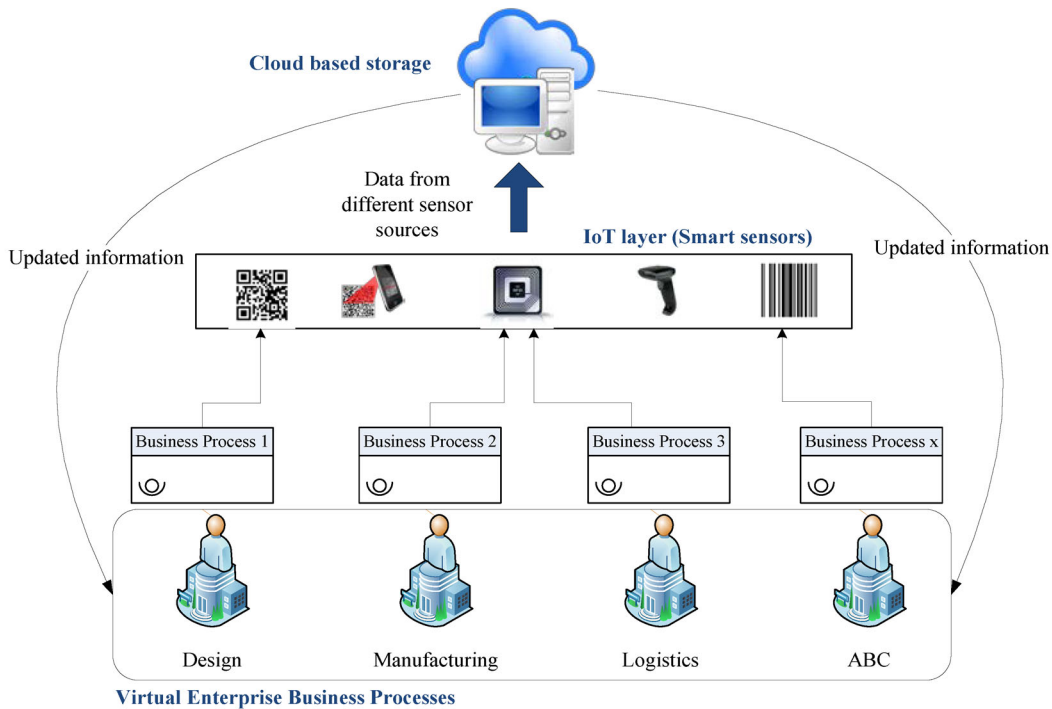 Cloud based storage
Data from
different sensor
sources
IoT layer (Smart sensors)
Updated information
Updated information
Business Process 1
Business Process 2
Business Process 3
Business Process x
Design
Manufacturing
Logistics
ABC
Virtual Enterprise Business Processes